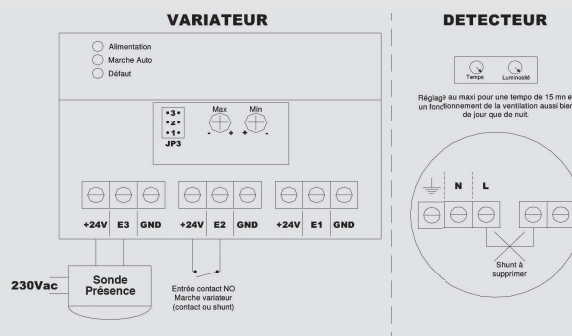 VARIATEUR
Alimentation
Marche Auto
Défaut
•3•
•2•
•1•
JP3
Max
Min
- +
+ -
+24V E3 GND
+24V E2 GND
+24V E1 GND
230Vac
Sonde
Présence
Entrée contact NO
Marche variateur
(contact ou shunt)
DETECTEUR
Temps
Luminosité
Réglage au maxi pour une tempo de 15 mn e
un fonctionnement de la ventilation aussi bien
de jour que de nuit.
N L
Shunt à
supprimer